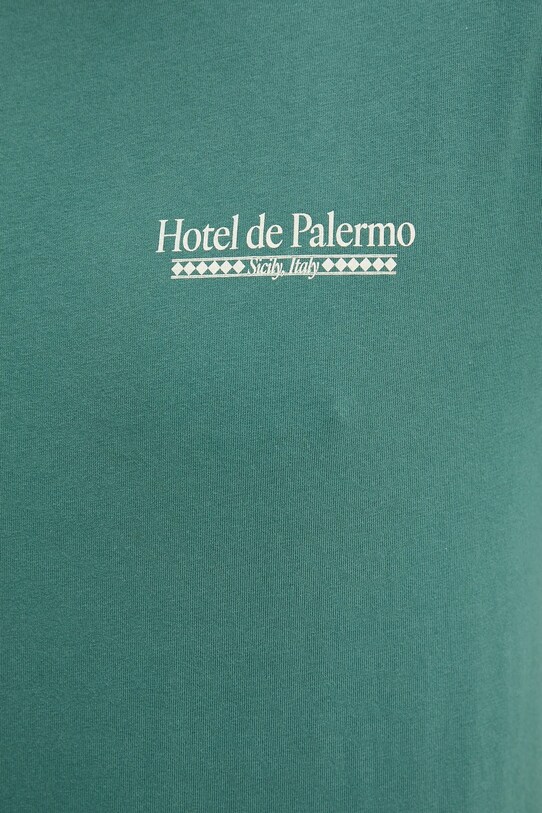 Hotel de Palermo
Sicily, Italy